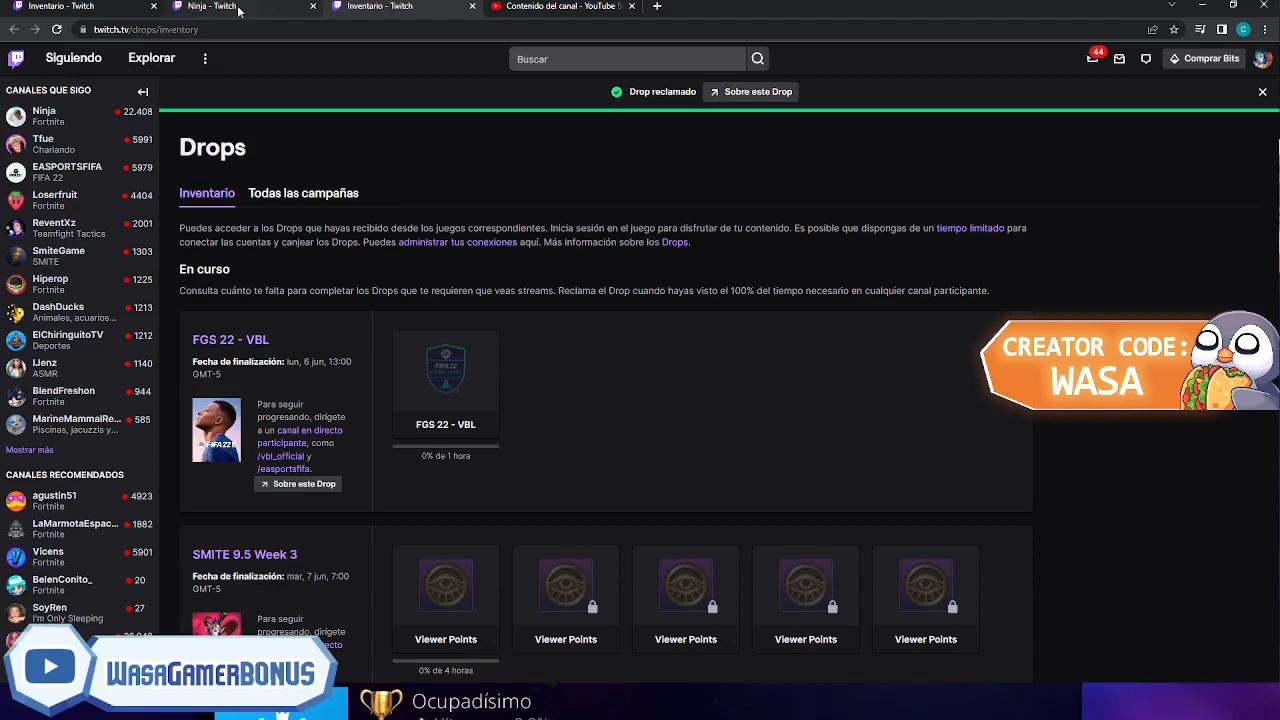 Inventario - Twitch
Ninja - Twitch
Inventario - Twitch
Contenido del canal - YouTube
twitch.tv/drops/inventory
C
Siguiendo
Explorar
Buscar
44
Comprar Bits
CANALES QUE SIGO
Drop reclamado
Sobre este Drop
Ninja
22.408
Fortnite
Tfue
5991
Charlando
EASPORTSFIFA
5979
FIFA 22
Loserfruit
4404
Fortnite
ReventXz
2001
Teamfight Tactics
SmiteGame
1303
SMITE
Hiperop
1225
Fortnite
DashDucks
1213
Animales, acuarios...
ElChiringuitoTV
1212
Deportes
IJenz
1140
ASMR
BlendFreshon
944
Fortnite
MarineMammalRe...
585
Piscinas, jacuzzis y...
Mostrar más
CANALES RECOMENDADOS
agustin51
4923
Fortnite
LaMarmotaEspac...
1882
Fortnite
Vicens
5901
Fortnite
BelenConito_
20
Fortnite
SoyRen
27
I'm Only Sleeping
Drops
Inventario
Todas las campañas
Puedes acceder a los Drops que hayas recibido desde los juegos correspondientes. Inicia sesión en el juego para disfrutar de tu contenido. Es posible que dispongas de un tiempo limitado para
conectar las cuentas y canjear los Drops. Puedes administrar tus conexiones aquí. Más información sobre los Drops.
En curso
Consulta cuánto te falta para completar los Drops que te requieren que veas streams. Reclama el Drop cuando hayas visto el 100% del tiempo necesario en cualquier canal participante.
FGS 22 - VBL
Fecha de finalización: lun, 6 jun, 13:00
GMT-5
Para seguir
progresando, dirígete
a un canal en directo
participante, como
/vbl_official y
/easportsfifa.
Sobre este Drop
FIFA 22
FIFA 22
FGS 22 - VBL
0% de 1 hora
CREATOR CODE:
WASA
SMITE 9.5 Week 3
Fecha de finalización: mar, 7 jun, 7:00
GMT-5
Para seguir
Viewer Points
Viewer Points
Viewer Points
Viewer Points
Viewer Points
0% de 4 horas
WASAGAMERBONUS
Ocupadísimo